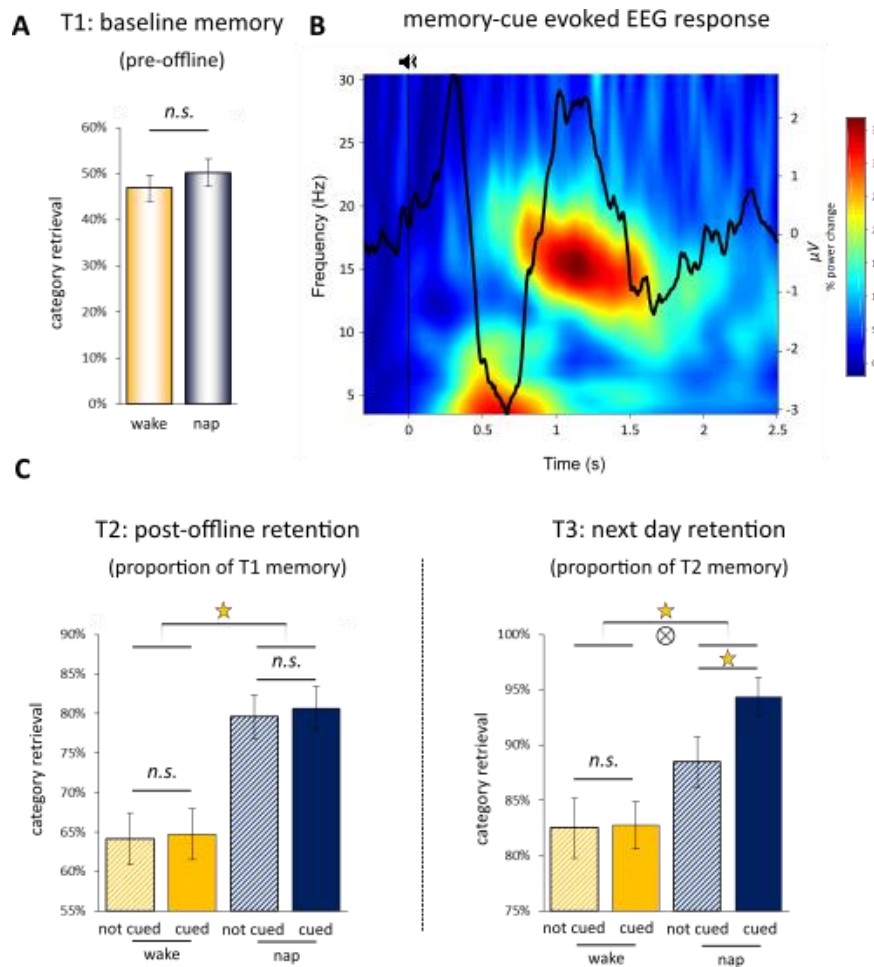 A
T1: baseline memory
(pre-offline)
n.s.
60%
50%
40%
30%
20%
10%
0%
category retrieval
wake nap
B
memory-cue evoked EEG response
30
25
20
15
10
5
Frequency (Hz)
0 0.5 1 1.5 2 2.5
Time (s)
2
1
0
-1
-2
-3
µV
% power change
C
T2: post-offline retention
(proportion of T1 memory)
90%
85%
80%
75%
70%
65%
60%
55%
category retrieval
n.s.
n.s.
not cued cued not cued cued
wake nap
T3: next day retention
(proportion of T2 memory)
100%
95%
90%
85%
80%
75%
category retrieval
n.s.
not cued cued not cued cued
wake nap